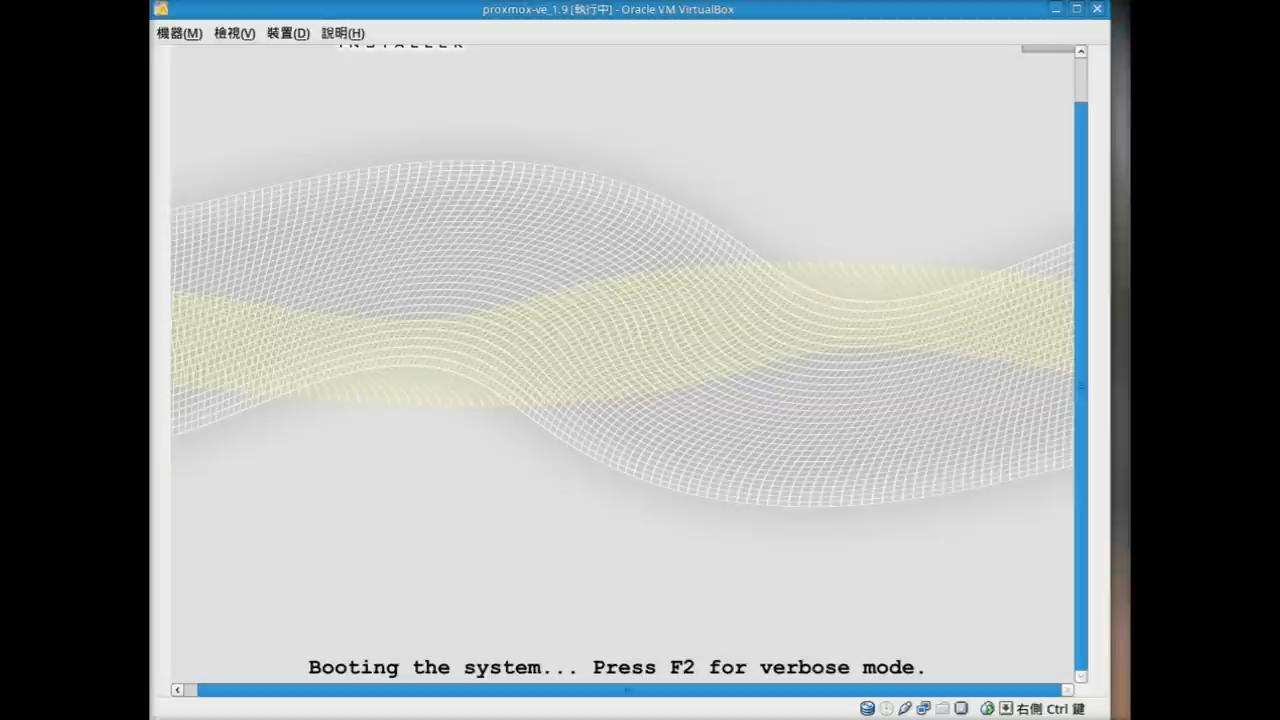 proxmox-ve_1.9 [執行中] - Oracle VM VirtualBox
機器(M) 檢視(V) 裝置(D) 說明(H)
INSTALLER
Booting the system... Press F2 for verbose mode.
右側 Ctrl 鍵